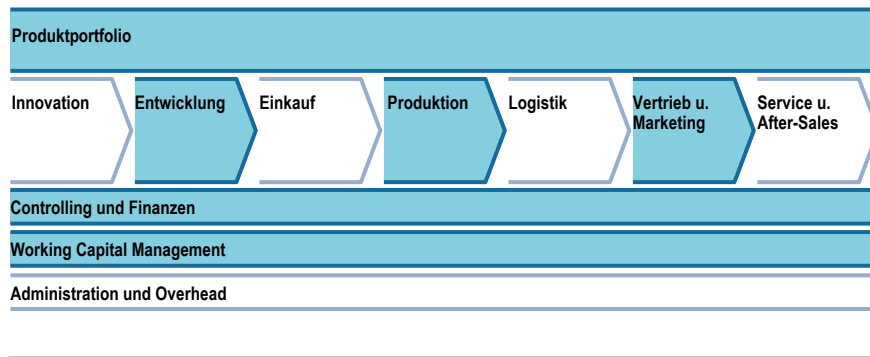 Produktportfolio
Innovation
Entwicklung
Einkauf
Produktion
Logistik
Vertrieb u.
Marketing
Service u.
After-Sales
Controlling und Finanzen
Working Capital Management
Administration und Overhead